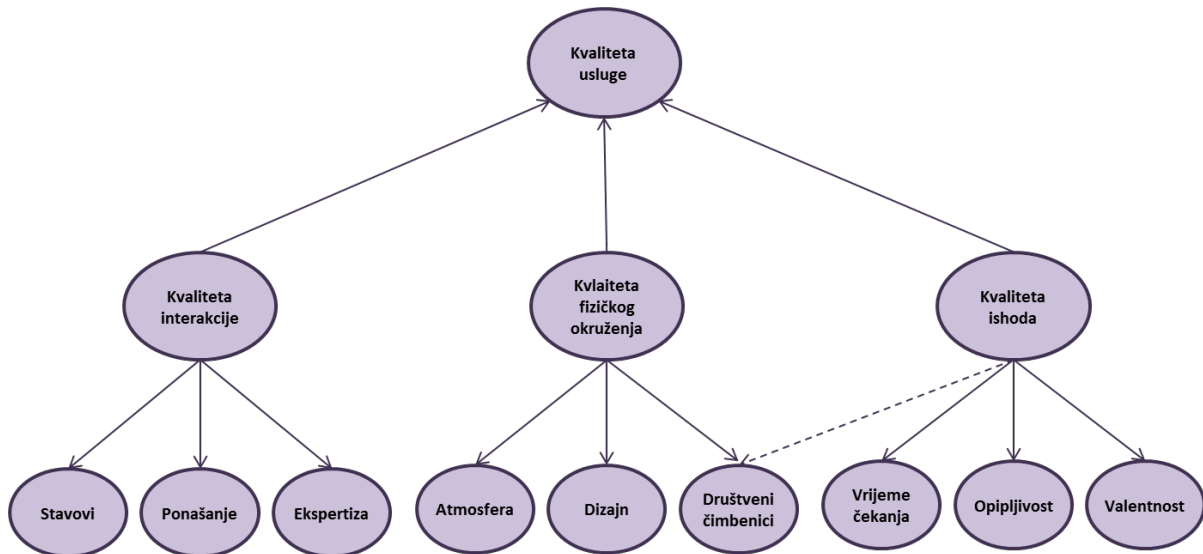 Kvaliteta
usluge
Kvaliteta
interakcije
Kvlaiteta
fizičkog
okruženja
Kvaliteta
ishoda
Stavovi
Ponašanje
Ekspertiza
Atmosfera
Dizajn
Društveni
čimbenici
Vrijeme
čekanja
Opipljivost
Valentnost